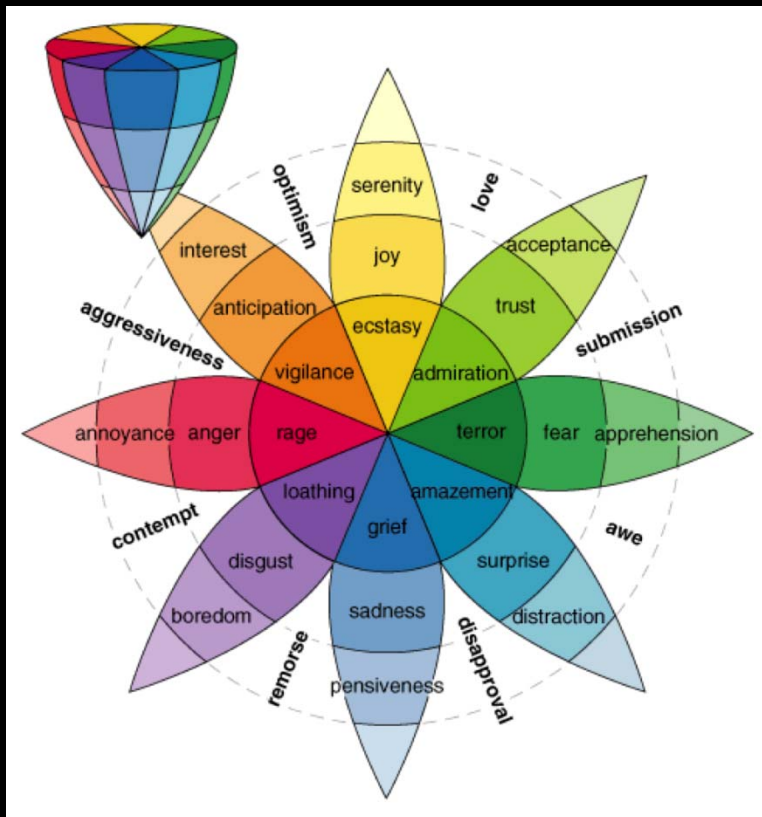 optimism
love
serenity
interest
acceptance
joy
anticipation
trust
aggressiveness
submission
ecstasy
vigilance
admiration
annoyance
anger
rage
terror
fear
apprehension
loathing
amazement
contempt
grief
awe
disgust
surprise
boredom
sadness
distraction
remorse
disapproval
pensiveness